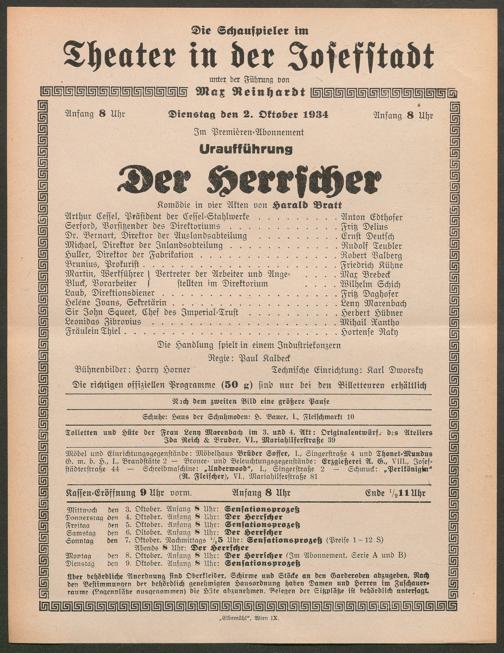 Die Schauspieler im
Theater in der Josefstadt
unter der Führung von
Max Reinhardt
Anfang 8 Uhr Dienstag den 2. Oktober 1934 Anfang 8 Uhr
Im Premièren-Abonnement
Uraufführung
Der Herrscher
Komödie in vier Akten von Harald Bratt
Arthur Cessel, Präsident der Cessel-Stahlwerke . . . Anton Edthofer
Serford, Vorsitzender des Direktoriums . . . Fritz Delius
Dr. Bernart, Direktor der Auslandsabteilung . . . Ernst Deutsch
Michael, Direktor der Inlandsabteilung . . . Rudolf Teubler
Huller, Direktor der Fabrikation . . . Robert Valberg
Brunius, Prokurist . . . Friedrich Kühne
Martin, Werkführer } Vertreter der Arbeiter und Ange- . . . Max Brebeck
Bluck, Vorarbeiter } stellten im Direktorium . . . Wilhelm Schich
Laub, Direktionsdiener . . . Fritz Daghofer
Helene Joans, Sekretärin . . . Leny Marenbach
Sir John Squeet, Chef des Imperial-Trust . . . Herbert Hübner
Leonidas Zibrovius . . . Mihail Xantho
Fräulein Thiel . . . Hortense Raky
Die Handlung spielt in einem Industriekonzern
Regie: Paul Kalbeck
Bühnenbilder: Harry Horner Technische Einrichtung: Karl Dworsky
Die richtigen offiziellen Programme (50 g) sind nur bei den Billetteuren erhältlich
Nach dem zweiten Bild eine größere Pause
Schuhe: Haus der Schuhmoden: H. Bauer, I., Fleischmarkt 10
Toiletten und Hüte der Frau Leny Marenbach im 3. und 4. Akt: Originalentwürfe des Ateliers
Ida Reich & Bruder, VI., Mariahilferstraße 39
Möbel und Einrichtungsgegenstände: Möbelhaus Brüder Soffer, I., Singerstraße 4 und Thonet-Mundus
G. m. b. H., I., Brandstätte 2 — Bronce- und Beleuchtungsgegenstände: Erzgießerei A. G., VIII., Josef-
städterstraße 44 — Schreibmaschine: „Underwood", I., Singerstraße 2 — Schmuck: „Perlkönigin"
(R. Fleischer), VI., Mariahilferstraße 81
Kassen-Eröffnung 9 Uhr vorm. Anfang 8 Uhr Ende 1/2 11 Uhr
Mittwoch den 3. Oktober. Anfang 8 Uhr: Sensationsprozeß
Donnerstag den 4. Oktober. Anfang 8 Uhr: Der Herrscher
Freitag den 5. Oktober. Anfang 8 Uhr: Sensationsprozeß
Samstag den 6. Oktober. Anfang 8 Uhr: Der Herrscher
Sonntag den 7. Oktober. Nachmittags 1/2 5 Uhr: Sensationsprozeß (Preise 1 - 12 S)
Abends 8 Uhr: Der Herrscher
Montag den 8. Oktober. Anfang 8 Uhr: Der Herrscher (Im Abonnement, Serie A und B)
Dienstag den 9. Oktober. Anfang 8 Uhr: Sensationsprozeß
Über behördliche Anordnung sind Oberkleider, Schirme und Stöcke an den Garderoben abzugeben. Nach
den Bestimmungen der behördlich genehmigten Hausordnung haben Damen und Herren im Zuschauer-
raume (Logenplätze ausgenommen) die Hüte abzunehmen. Belegen der Sitzplätze ist behördlich untersagt.
„Elbemühl", Wien IX.